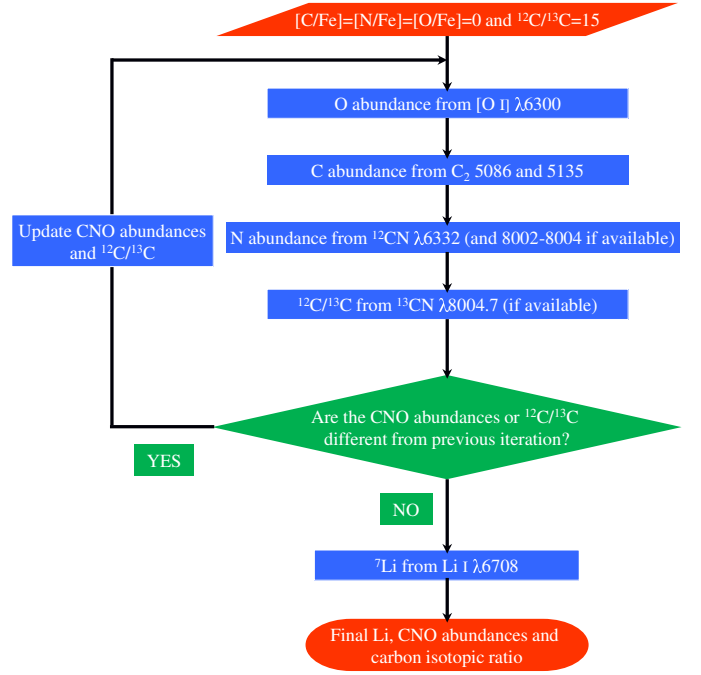 [C/Fe]=[N/Fe]=[O/Fe]=0 and ¹²C/¹³C=15
O abundance from [O I] λ6300
C abundance from C₂ 5086 and 5135
Update CNO abundances
and ¹²C/¹³C
N abundance from ¹²CN λ6332 (and 8002-8004 if available)
¹²C/¹³C from ¹³CN λ8004.7 (if available)
Are the CNO abundances or ¹²C/¹³C
different from previous iteration?
YES
NO
⁷Li from Li I λ6708
Final Li, CNO abundances and
carbon isotopic ratio